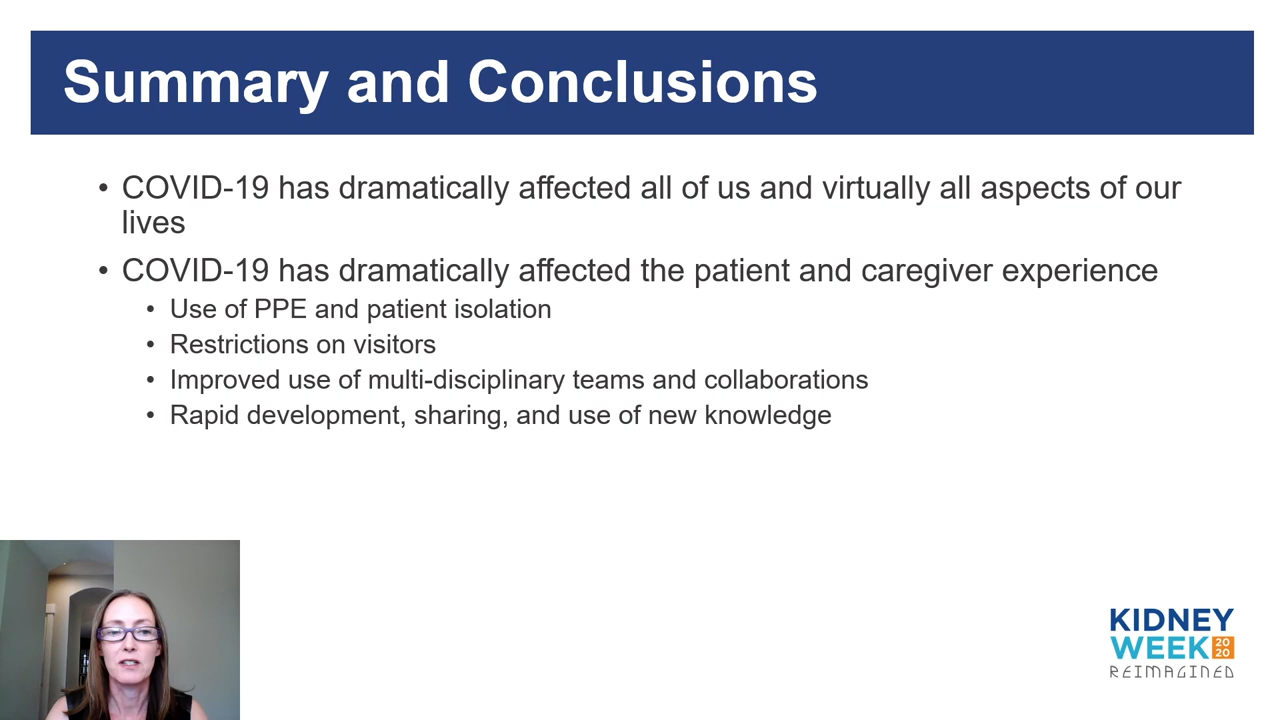 Summary and Conclusions
• COVID-19 has dramatically affected all of us and virtually all aspects of our
lives
• COVID-19 has dramatically affected the patient and caregiver experience
• Use of PPE and patient isolation
• Restrictions on visitors
• Improved use of multi-disciplinary teams and collaborations
• Rapid development, sharing, and use of new knowledge
KIDNEY
WEEK 20
20
REIMAGINED